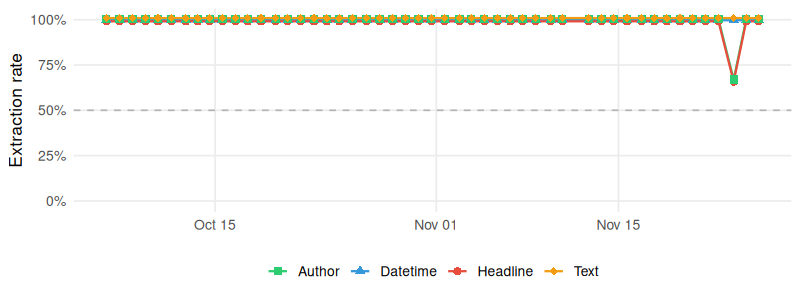 Extraction rate
100%
75%
50%
25%
0%
Oct 15 Nov 01 Nov 15
Author Datetime Headline Text